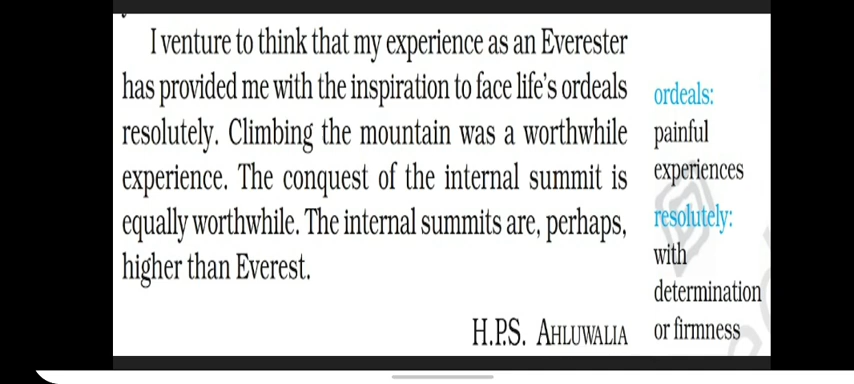 I venture to think that my experience as an Everester
has provided me with the inspiration to face life's ordeals
resolutely. Climbing the mountain was a worthwhile
experience. The conquest of the internal summit is
equally worthwhile. The internal summits are, perhaps,
higher than Everest.
H.P.S. AHLUWALIA
ordeals:
painful
experiences
resolutely:
with
determination
or firmness